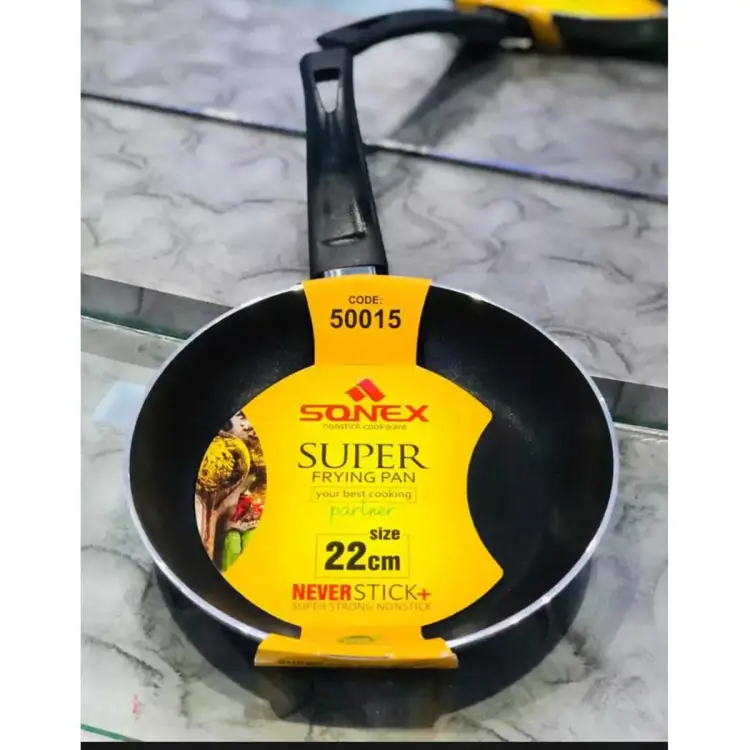 CODE:
50015
SONEX
nonstick cookware
SUPER
FRYING PAN
your best cooking
partner
size
22cm
NEVERSTICK+
SUPER STRONG NONSTICK